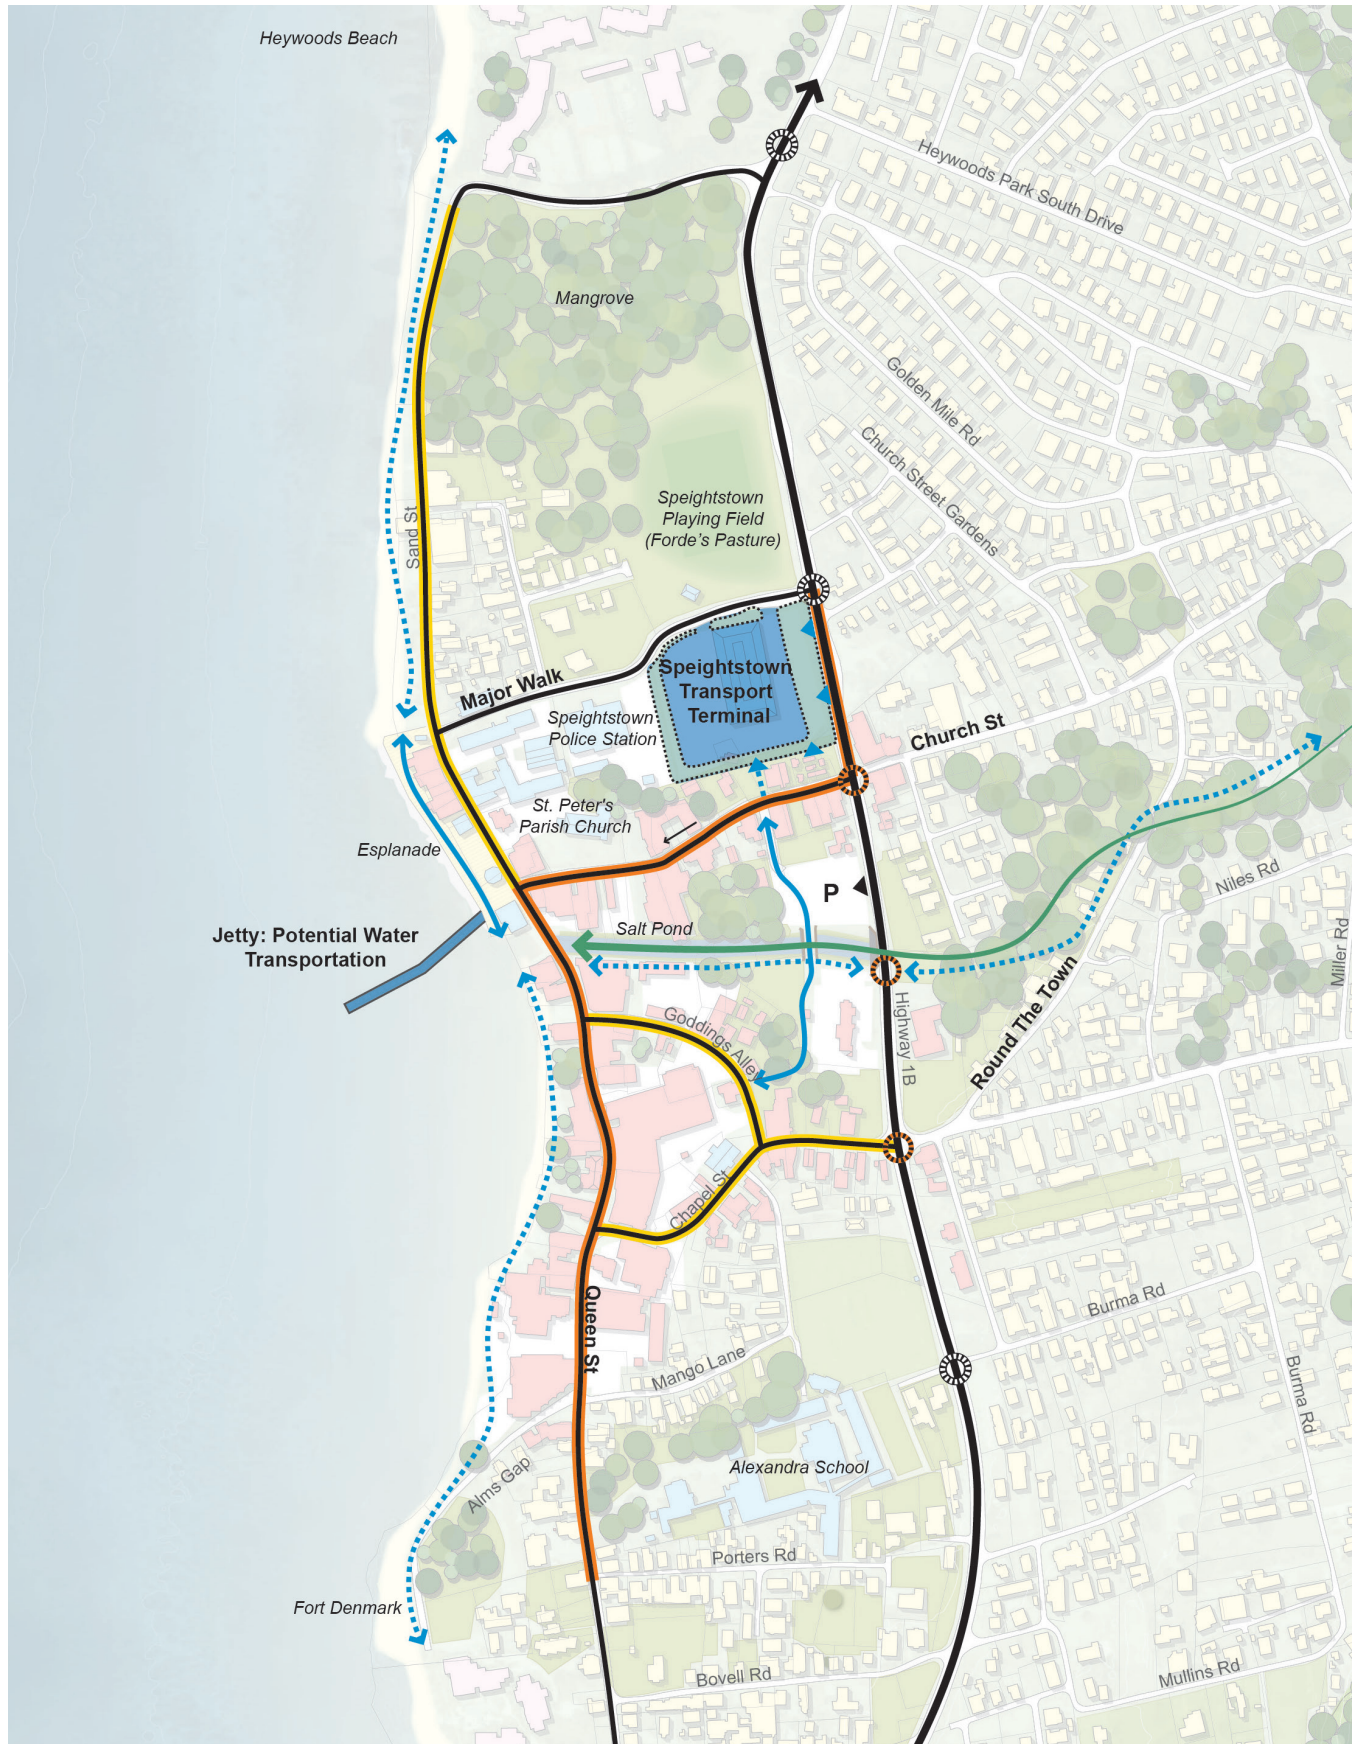 Heywoods Beach
Heywoods Park South Drive
Mangrove
Golden Mile Rd
Church Street Gardens
Speightstown
Playing Field
(Forde's Pasture)
Sand St
Speightstown
Transport
Terminal
Major Walk
Speightstown
Police Station
Church St
St. Peter's
Parish Church
Esplanade
P
Niles Rd
Jetty: Potential Water
Transportation
Salt Pond
Miller Rd
Goddings Alley
Highway 1B
Round The Town
Chapel St
Queen St
Burma Rd
Mango Lane
Burma Rd
Alexandra School
Alms Gap
Porters Rd
Fort Denmark
Bovell Rd
Mullins Rd